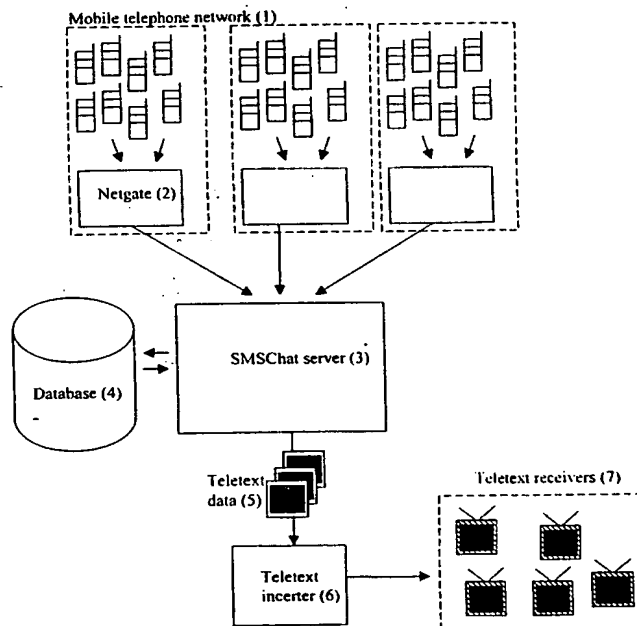 Mobile telephone network (1)
Netgate (2)
SMSChat server (3)
Database (4)
Teletext
data (5)
Teletext receivers (7)
Teletext
incerter (6)